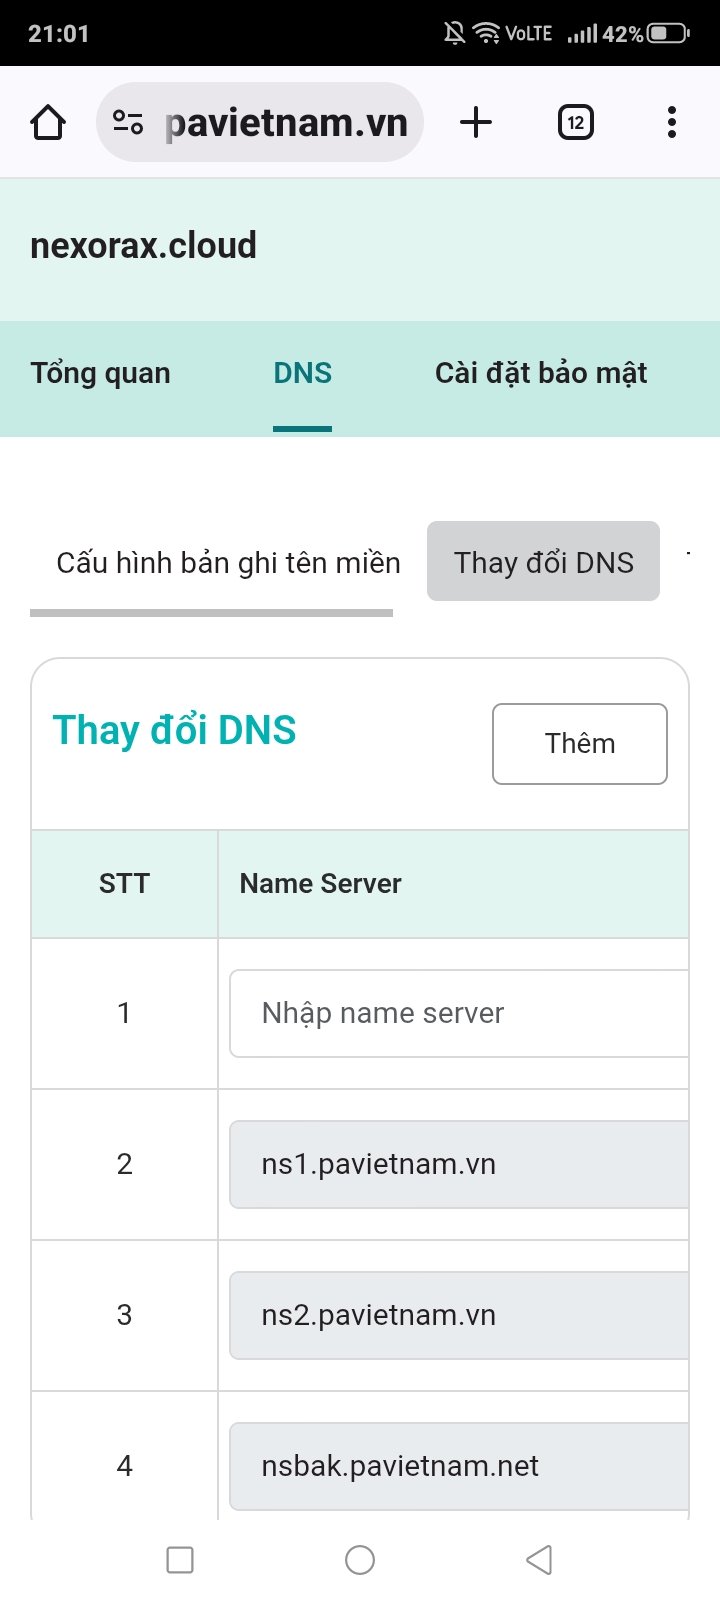 21:01 VoLTE 42%
pavietnam.vn 12
nexorax.cloud
Tổng quan DNS Cài đặt bảo mật
Cấu hình bản ghi tên miền Thay đổi DNS
Thay đổi DNS Thêm
STT Name Server
1 Nhập name server
2 ns1.pavietnam.vn
3 ns2.pavietnam.vn
4 nsbak.pavietnam.net